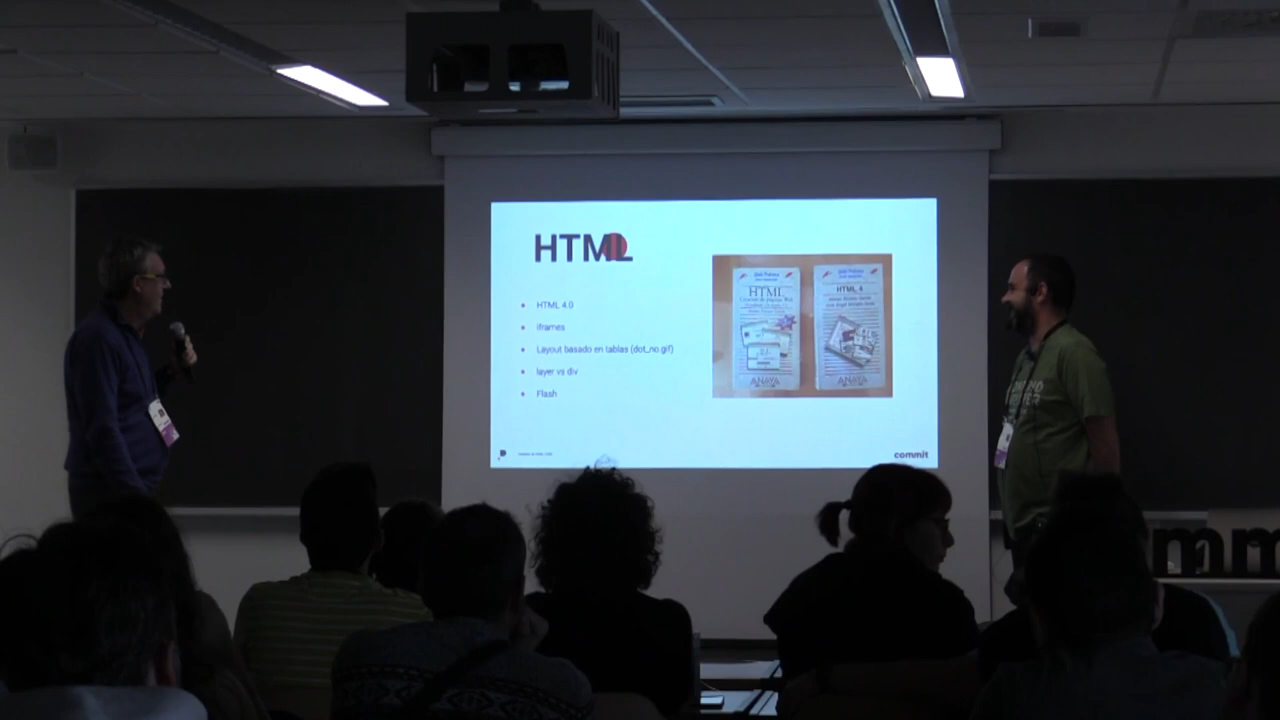 HTML
HTML 4.0
iframes
Layout basado en tablas (dot_no.gif)
layer vs div
Flash
HTML
ANAYA
HTML 4
ANAYA
commit
mm